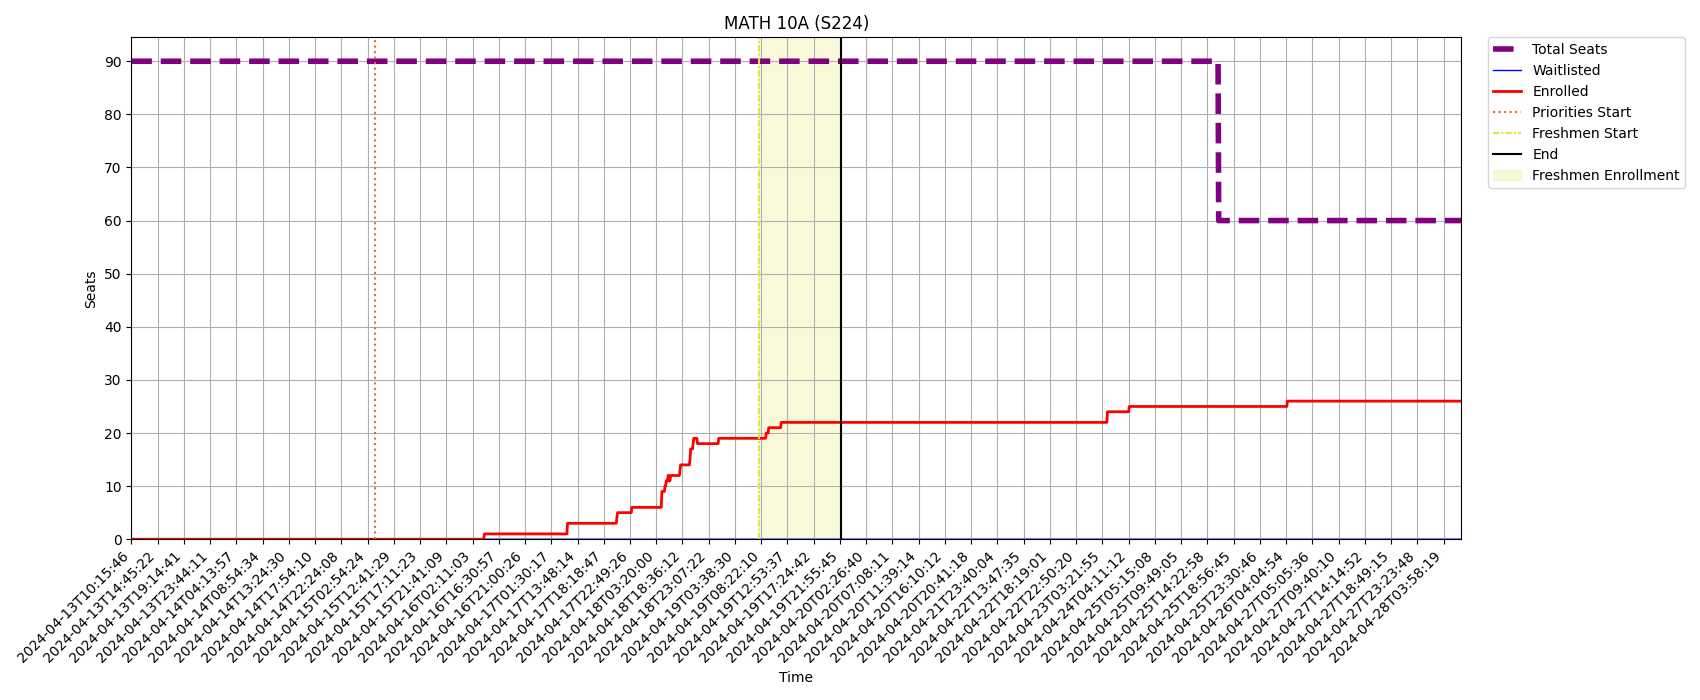 MATH 10A (S224)
90
80
70
60
50
40
30
20
10
0
Seats
2024-04-13T10:15:46
2024-04-13T14:45:22
2024-04-13T19:14:41
2024-04-13T23:44:11
2024-04-14T04:13:57
2024-04-14T08:54:34
2024-04-14T13:24:30
2024-04-14T17:54:10
2024-04-14T22:24:08
2024-04-15T02:54:24
2024-04-15T12:41:29
2024-04-15T17:11:23
2024-04-15T21:41:09
2024-04-16T02:11:03
2024-04-16T16:30:57
2024-04-16T21:00:26
2024-04-17T01:30:17
2024-04-17T13:48:14
2024-04-17T18:18:47
2024-04-17T22:49:26
2024-04-18T03:20:00
2024-04-18T18:36:12
2024-04-18T23:07:22
2024-04-19T03:38:30
2024-04-19T08:22:10
2024-04-19T12:53:37
2024-04-19T17:24:42
2024-04-19T21:55:45
2024-04-20T02:26:40
2024-04-20T07:08:11
2024-04-20T11:39:14
2024-04-20T16:10:12
2024-04-20T20:41:18
2024-04-21T23:40:04
2024-04-22T13:47:35
2024-04-22T18:19:01
2024-04-22T22:50:20
2024-04-23T03:21:55
2024-04-24T04:11:12
2024-04-25T05:15:08
2024-04-25T09:49:05
2024-04-25T14:22:58
2024-04-25T18:56:45
2024-04-25T23:30:46
2024-04-26T04:04:54
2024-04-27T05:05:36
2024-04-27T09:40:10
2024-04-27T14:14:52
2024-04-27T18:49:15
2024-04-27T23:23:48
2024-04-28T03:58:19
Time
Total Seats
Waitlisted
Enrolled
Priorities Start
Freshmen Start
End
Freshmen Enrollment